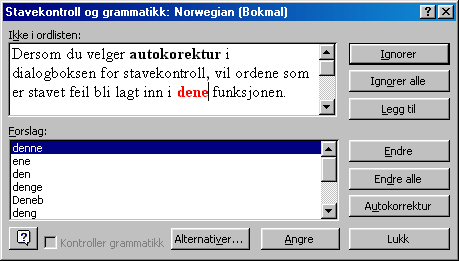 Stavekontroll og grammatikk: Norwegian (Bokmal)
Ikke i ordlisten:
Dersom du velger autokorektur i
dialogboksen for stavekontroll, vil ordene som
er stavet feil bli lagt inn i dene funksjonen.
Ignorer
Ignorer alle
Legg til
Forslag:
denne
ene
den
denge
Deneb
deng
Endre
Endre alle
Autokorrektur
Kontroller grammatikk
Alternativer...
Angre
Lukk